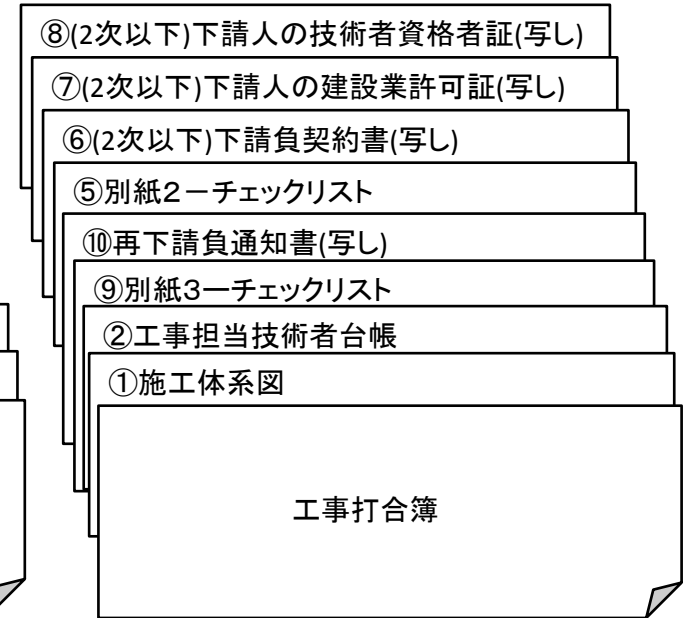 ⑧(2次以下)下請人の技術者資格者証(写し)
⑦(2次以下)下請人の建設業許可証(写し)
⑥(2次以下)下請負契約書(写し)
⑤別紙2-チェックリスト
⑩再下請負通知書(写し)
⑨別紙3ーチェックリスト
②工事担当技術者台帳
①施工体系図
工事打合簿